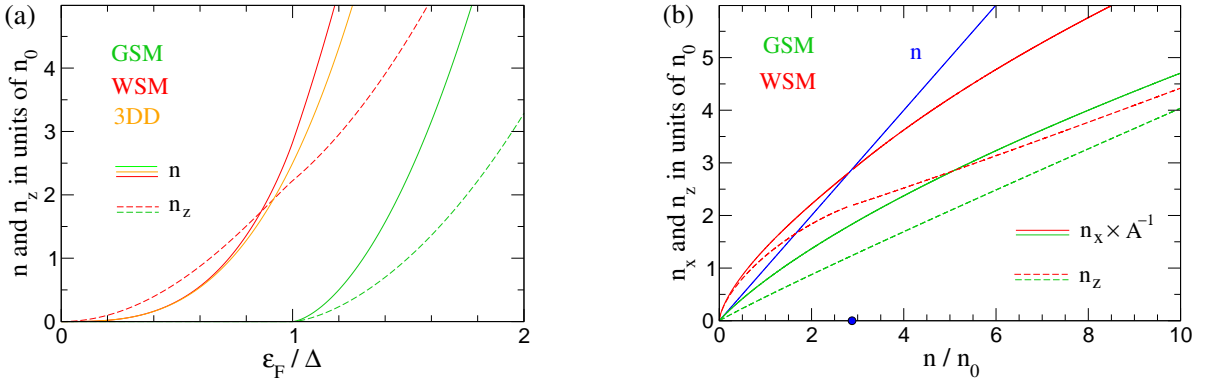 (a)
n and n_z in units of n_0
4
3
2
1
0
GSM
WSM
3DD
n
n_z
0
1
2
ε_F / Δ
(b)
n_x and n_z in units of n_0
5
4
3
2
1
0
GSM
WSM
n
n_x × A^-1
n_z
0
2
4
6
8
10
n / n_0